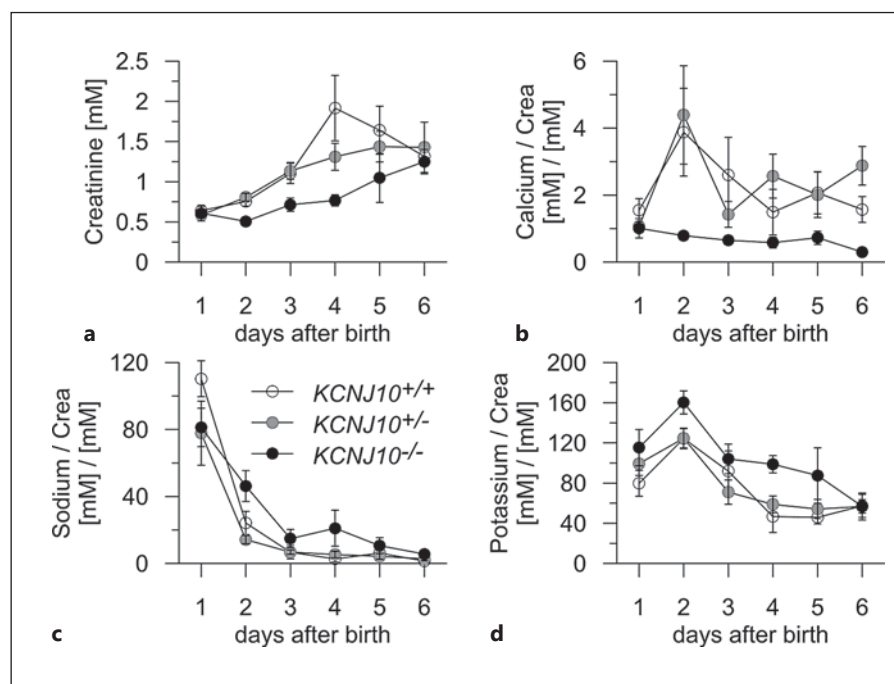 2.5
2
1.5
1
0.5
0
Creatinine [mM]
1 2 3 4 5 6
a days after birth
6
4
2
0
Calcium / Crea
[mM] / [mM]
1 2 3 4 5 6
b days after birth
120
80
40
0
Sodium / Crea
[mM] / [mM]
KCNJ10+/+
KCNJ10+/-
KCNJ10-/-
1 2 3 4 5 6
c days after birth
200
160
120
80
40
0
Potassium / Crea
[mM] / [mM]
1 2 3 4 5 6
d days after birth